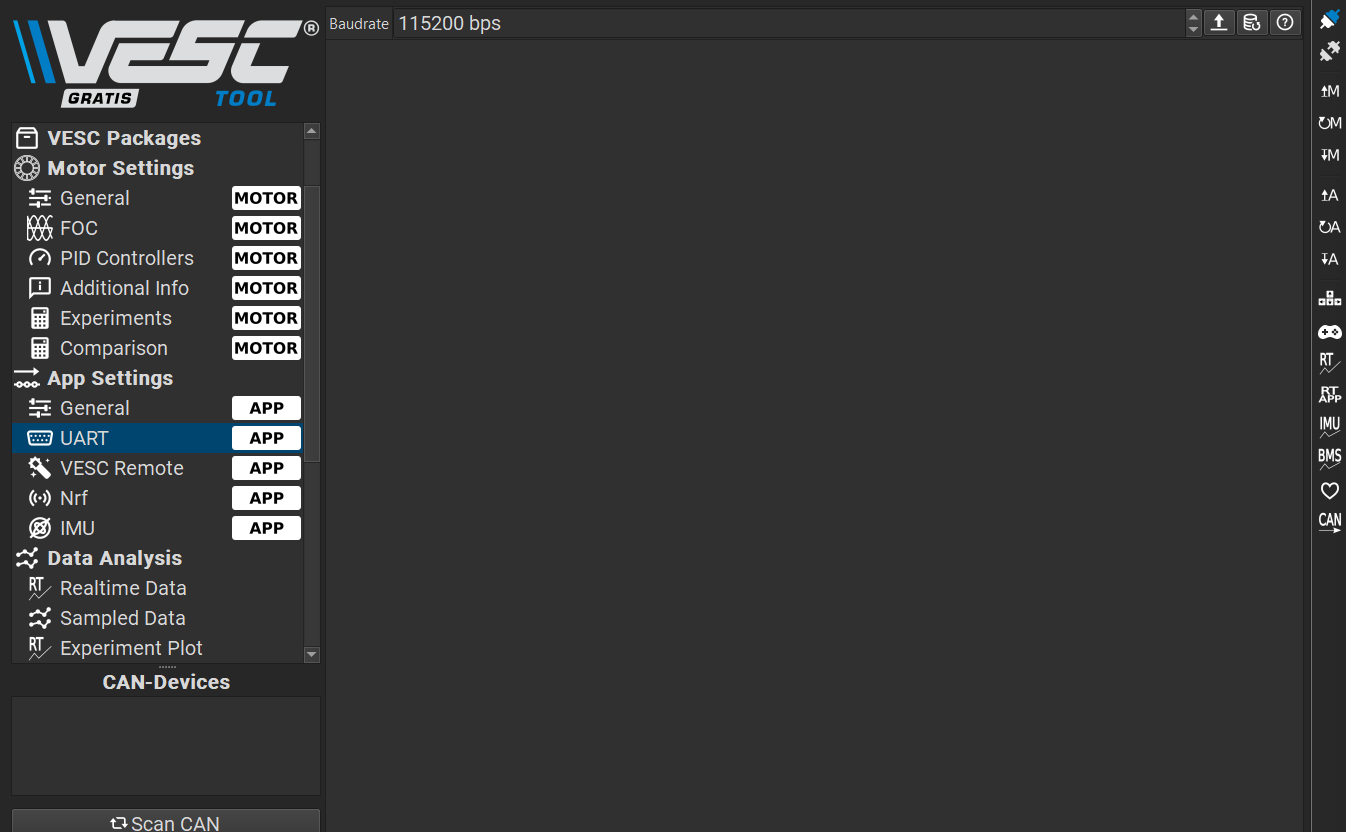 VESC®
GRATIS TOOL
VESC Packages
Motor Settings
General MOTOR
FOC MOTOR
PID Controllers MOTOR
Additional Info MOTOR
Experiments MOTOR
Comparison MOTOR
App Settings
General APP
UART APP
VESC Remote APP
Nrf APP
IMU APP
Data Analysis
RT Realtime Data
Sampled Data
RT Experiment Plot
CAN-Devices
Scan CAN
Baudrate 115200 bps
M
M
M
A
A
A
RT
RT
APP
IMU
BMS
CAN